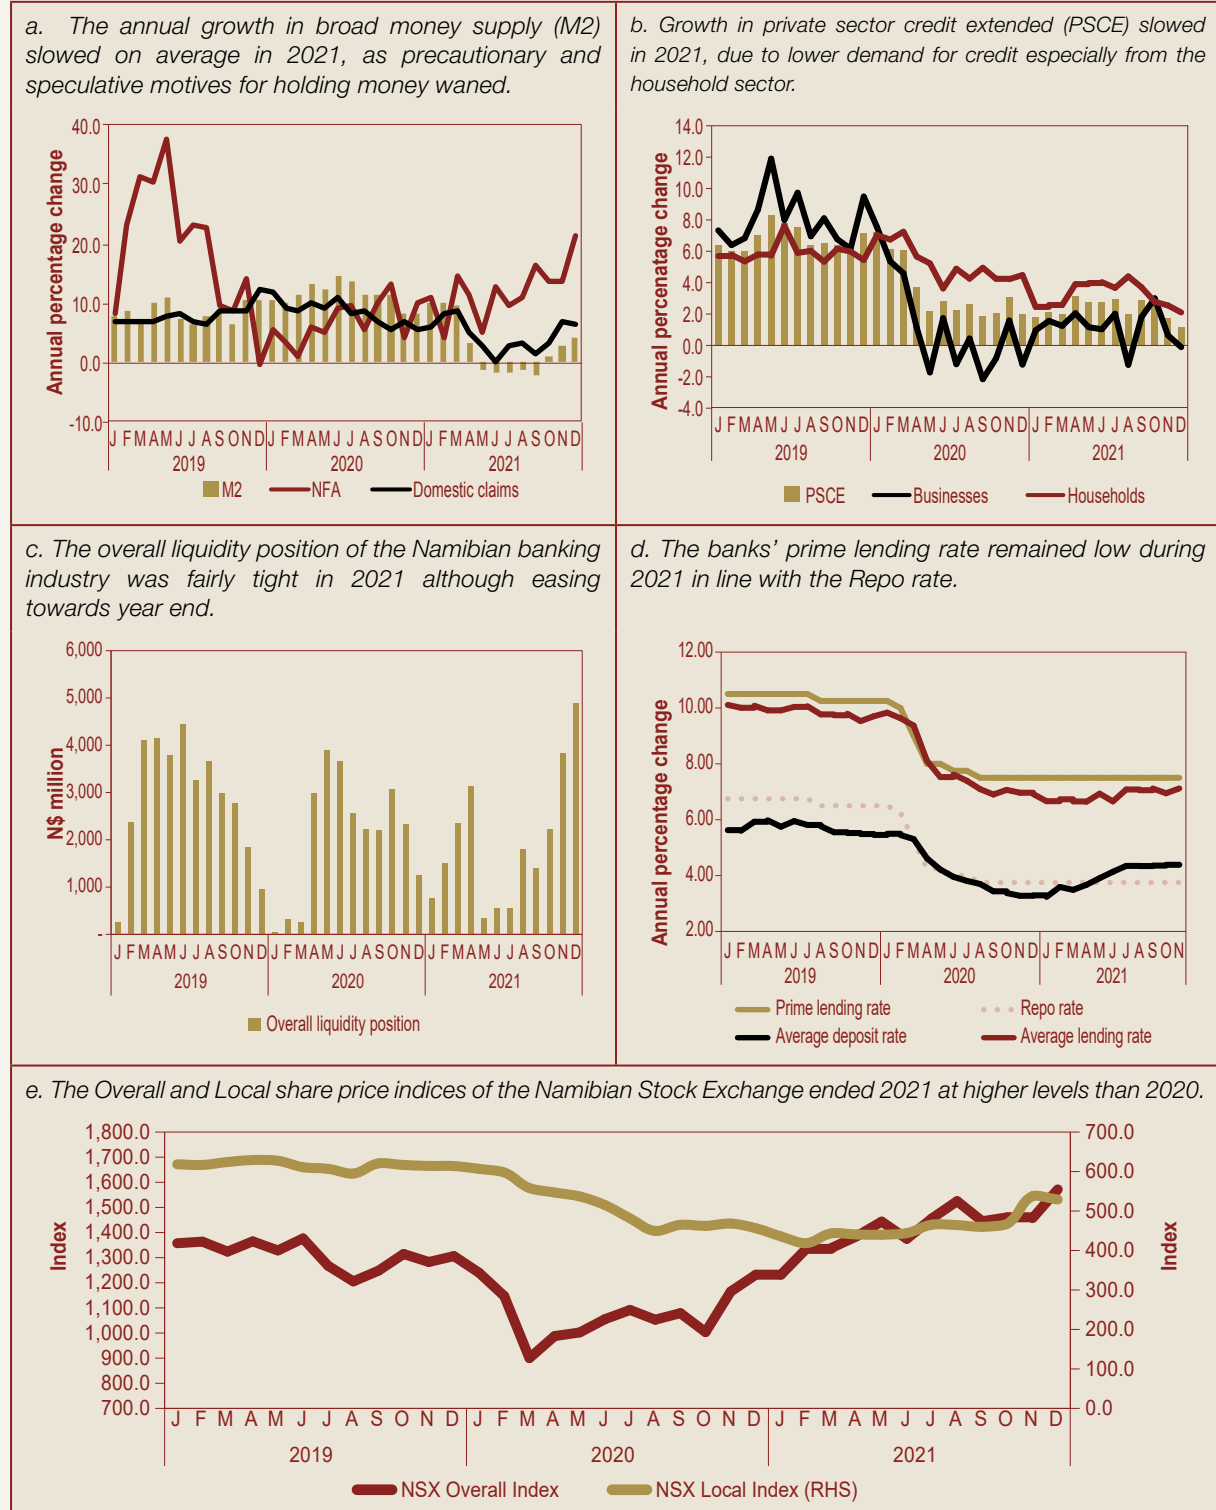 a. The annual growth in broad money supply (M2)
slowed on average in 2021, as precautionary and
speculative motives for holding money waned.
40.0
30.0
20.0
10.0
0.0
-10.0
Annual percentage change
J F M A M J J A S O N D J F M A M J J A S O N D J F M A M J J A S O N D
2019 2020 2021
M2 NFA Domestic claims
b. Growth in private sector credit extended (PSCE) slowed
in 2021, due to lower demand for credit especially from the
household sector.
14.0
12.0
10.0
8.0
6.0
4.0
2.0
0.0
-2.0
-4.0
Annual percenatage change
J F M A M J J A S O N D J F M A M J J A S O N D J F M A M J J A S O N D
2019 2020 2021
PSCE Businesses Households
c. The overall liquidity position of the Namibian banking
industry was fairly tight in 2021 although easing
towards year end.
6,000
5,000
4,000
3,000
2,000
1,000
-
N$ million
J F M A M J J A S O N D J F M A M J J A S O N D J F M A M J J A S O N D
2019 2020 2021
Overall liquidity position
d. The banks’ prime lending rate remained low during
2021 in line with the Repo rate.
12.00
10.00
8.00
6.00
4.00
2.00
Annual percentage change
J F M A M J J A S O N D J F M A M J J A S O N D J F M A M J J A S O N
2019 2020 2021
Prime lending rate Repo rate
Average deposit rate Average lending rate
e. The Overall and Local share price indices of the Namibian Stock Exchange ended 2021 at higher levels than 2020.
1,800.0
1,700.0
1,600.0
1,500.0
1,400.0
1,300.0
1,200.0
1,100.0
1,000.0
900.0
800.0
700.0
Index
700.0
600.0
500.0
400.0
300.0
200.0
100.0
0.0
Index
J F M A M J J A S O N D J F M A M J J A S O N D J F M A M J J A S O N D
2019 2020 2021
NSX Overall Index NSX Local Index (RHS)